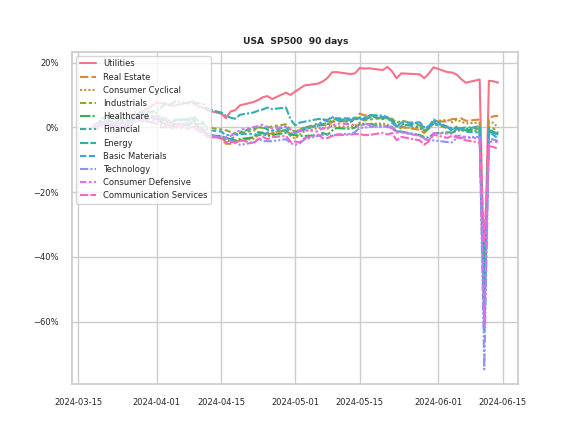 USA SP500 90 days
20%
0%
−20%
−40%
−60%
Utilities
Real Estate
Consumer Cyclical
Industrials
Healthcare
Financial
Energy
Basic Materials
Technology
Consumer Defensive
Communication Services
2024-03-15
2024-04-01
2024-04-15
2024-05-01
2024-05-15
2024-06-01
2024-06-15